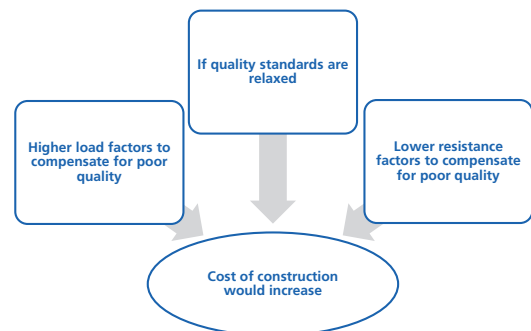 If quality standards are
relaxed
Higher load factors to
compensate for poor
quality
Lower resistance
factors to compensate
for poor quality
Cost of construction
would increase